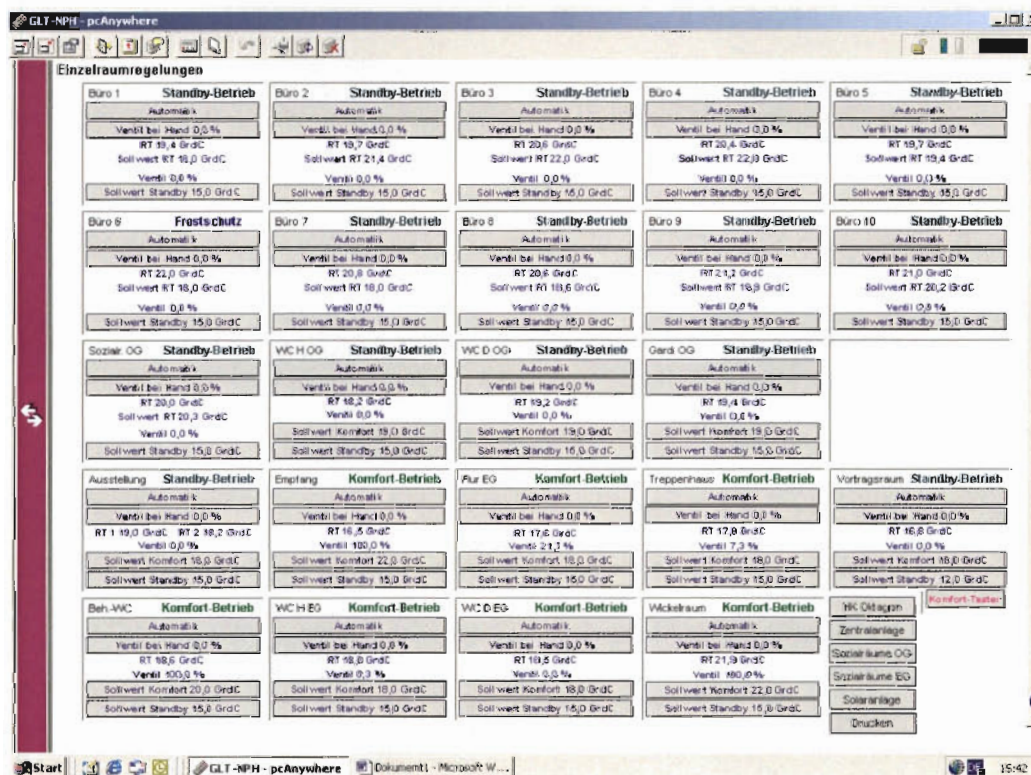 GLT-NPH - pcAnywhere
Einzelraumregelungen
Büro 1 Standby-Betrieb
Automatik
Ventil bei Hand 0,0 %
RT 19,4 GrdC
Sollwert RT 18,0 GrdC
Ventil 0,0 %
Sollwert Standby 15,0 GrdC
Büro 2 Standby-Betrieb
Automatik
Ventil bei Hand 0,0 %
RT 19,7 GrdC
Sollwert RT 21,4 GrdC
Ventil 0,0 %
Sollwert Standby 15,0 GrdC
Büro 3 Standby-Betrieb
Automatik
Ventil bei Hand 0,0 %
RT 20,6 GrdC
Sollwert RT 22,0 GrdC
Ventil 0,0 %
Sollwert Standby 15,0 GrdC
Büro 4 Standby-Betrieb
Automatik
Ventil bei Hand 0,0 %
RT 20,4 GrdC
Sollwert RT 22,0 GrdC
Ventil 0,0 %
Sollwert Standby 15,0 GrdC
Büro 5 Standby-Betrieb
Automatik
Ventil bei Hand 0,0 %
RT 19,7 GrdC
Sollwert RT 19,4 GrdC
Ventil 0,0 %
Sollwert Standby 15,0 GrdC
Büro 6 Frostschutz
Automatik
Ventil bei Hand 0,0 %
RT 22,0 GrdC
Sollwert RT 18,0 GrdC
Ventil 0,0 %
Sollwert Standby 15,0 GrdC
Büro 7 Standby-Betrieb
Automatik
Ventil bei Hand 0,0 %
RT 20,8 GrdC
Sollwert RT 18,0 GrdC
Ventil 0,0 %
Sollwert Standby 15,0 GrdC
Büro 8 Standby-Betrieb
Automatik
Ventil bei Hand 0,0 %
RT 20,6 GrdC
Sollwert RT 18,6 GrdC
Ventil 0,0 %
Sollwert Standby 15,0 GrdC
Büro 9 Standby-Betrieb
Automatik
Ventil bei Hand 0,0 %
RT 21,2 GrdC
Sollwert RT 18,9 GrdC
Ventil 0,0 %
Sollwert Standby 15,0 GrdC
Büro 10 Standby-Betrieb
Automatik
Ventil bei Hand 0,0 %
RT 21,0 GrdC
Sollwert RT 20,2 GrdC
Ventil
Sollwert Standby 15,0 GrdC
Sozialr. OG Standby-Betrieb
Automatik
Ventil bei Hand 0,0 %
RT 20,0 GrdC
Sollwert RT 20,3 GrdC
Ventil 0,0 %
Sollwert Standby 15,0 GrdC
WC H OG Standby-Betrieb
Automatik
Ventil bei Hand 0,0 %
RT 18,2 GrdC
Ventil 0,0 %
Sollwert Komfort 19,0 GrdC
Sollwert Standby 15,0 GrdC
WC D OG Standby-Betrieb
Automatik
Ventil bei Hand 0,0 %
RT 19,2 GrdC
Ventil 0,0 %
Sollwert Komfort 19,0 GrdC
Sollwert Standby GrdC
Gard. OG Standby-Betrieb
Automatik
Ventil bei Hand 0,0 %
RT 19,4 GrdC
Ventil 0,0 %
Sollwert Komfort 19,0 GrdC
Sollwert Standby 15,0 GrdC
Ausstellung Standby-Betrieb
Automatik
Ventil bei Hand 0,0 %
RT 1 19,0 GrdC RT 2 18,2 GrdC
Ventil 0,0 %
Sollwert Komfort 18,0 GrdC
Sollwert Standby 15,0 GrdC
Empfang Komfort-Betrieb
Automatik
Ventil bei Hand 0,0 %
RT 16,5 GrdC
Ventil 100,0 %
Sollwert Komfort 22,0 GrdC
Sollwert Standby 15,0 GrdC
Flur EG Komfort-Betrieb
Automatik
Ventil bei Hand 0,0 %
RT 17,6 GrdC
Ventil 21,1 %
Sollwert Komfort 18,0 GrdC
Sollwert Standby 15,0 GrdC
Treppenhaus Komfort-Betrieb
Automatik
Ventil bei Hand 0,0 %
RT 17,8 GrdC
Ventil 7,3 %
Sollwert Komfort 18,0 GrdC
Sollwert Standby 15,0 GrdC
Vortragsraum Standby-Betrieb
Automatik
Ventil bei Hand 0,0 %
RT 16,8 GrdC
Ventil 0,0 %
Sollwert Komfort 18,0 GrdC
Sollwert Standby 12,0 GrdC
Komfort-Taster
Beh.-WC Komfort-Betrieb
Automatik
Ventil bei Hand 0,0 %
RT 18,6 GrdC
Ventil 100,0 %
Sollwert Komfort 20,0 GrdC
Sollwert Standby 15,0 GrdC
WC H EG Komfort-Betrieb
Automatik
Ventil bei Hand 0,0 %
RT 18,0 GrdC
Ventil 0,3 %
Sollwert Komfort 18,0 GrdC
Sollwert Standby 15,0 GrdC
WC D EG Komfort-Betrieb
Automatik
Ventil bei Hand 0,0 %
RT GrdC
Ventil 0,0 %
Sollwert Komfort 18,0 GrdC
Sollwert Standby 15,0 GrdC
Wickelraum Komfort-Betrieb
Automatik
Ventil bei Hand 0,0 %
RT 21,9 GrdC
Ventil 100,0 %
Sollwert Komfort 22,0 GrdC
Sollwert Standby 15,0 GrdC
HK Oktagon
Zentralanlage
Sozialräume OG
Sozialräume EG
Solaranlage
Drucken
Start
GLT-NPH - pcAnywhere
Dokument1 - Microsoft W...
15:42